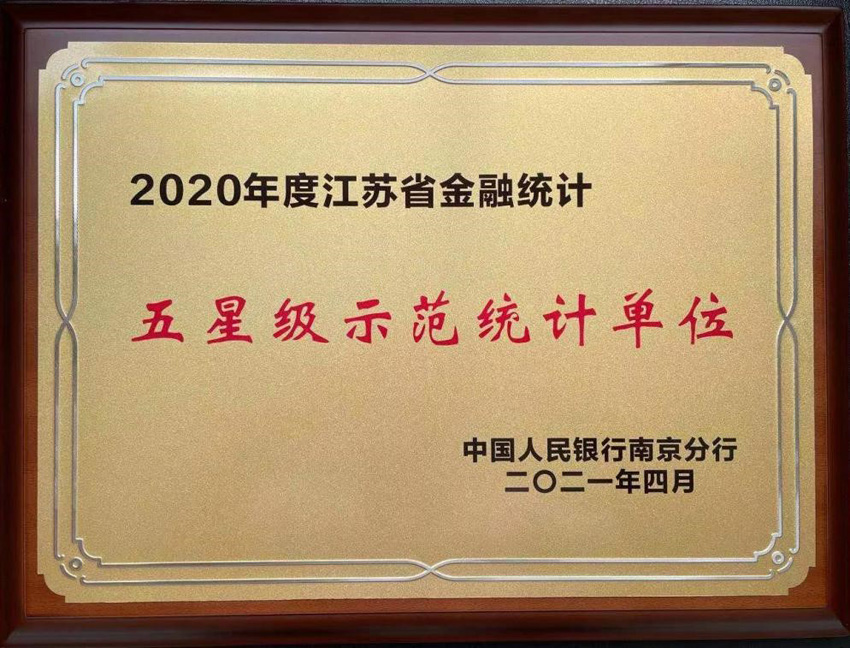 2020年度江苏省金融统计
五星级示范统计单位
中国人民银行南京分行
二〇二一年四月